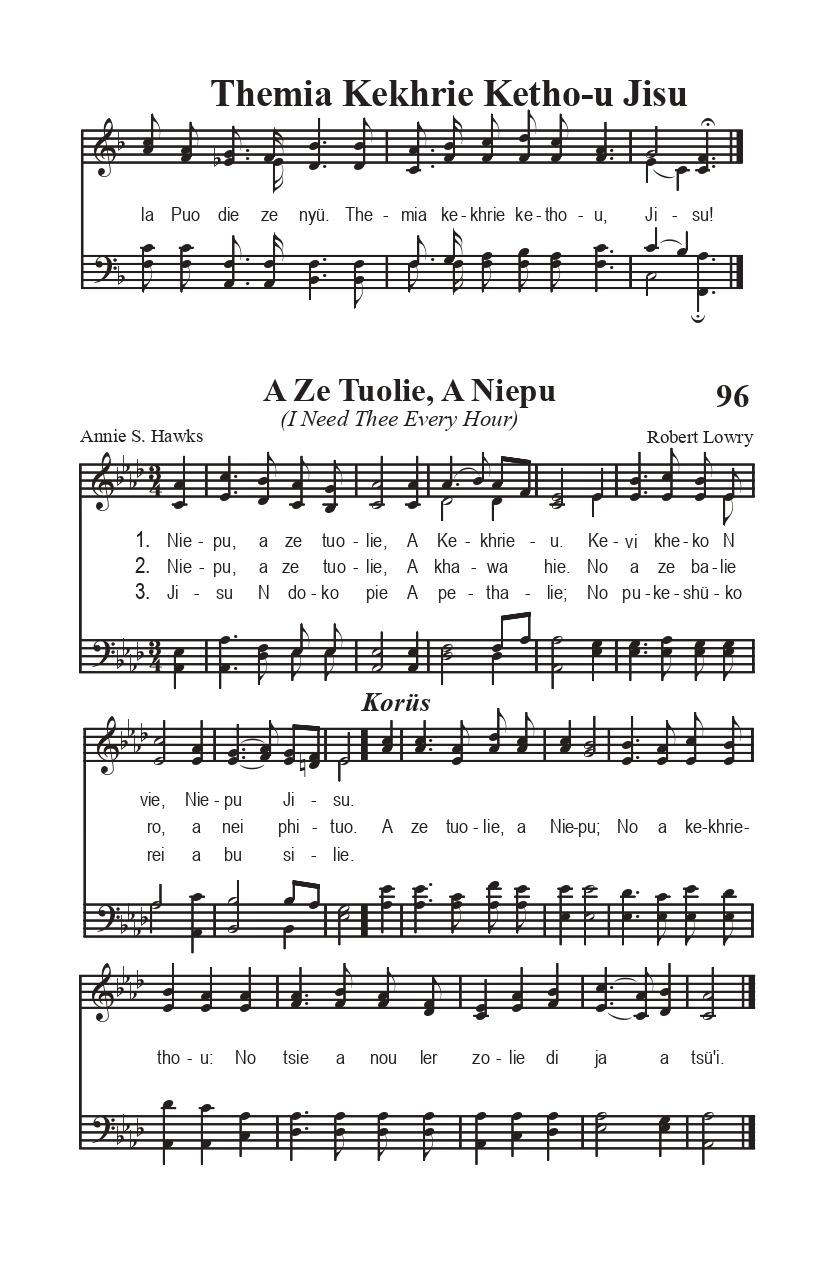 Themia Kekhrie Ketho-u Jisu
la Puo die ze nyü. The- mia ke- khrie ke- tho- u, Ji - su!
A Ze Tuolie, A Niepu 96
(I Need Thee Every Hour)
Annie S. Hawks Robert Lowry
1. Nie- pu, a ze tuo- lie, A Ke- khrie- u. Ke- vi khe- ko N
2. Nie- pu, a ze tuo- lie, A kha- wa hie. No a ze ba- lie
3. Ji - su N do- ko pie A pe- tha- lie; No pu- ke- shü- ko
Korüs
vie, Nie- pu Ji - su.
ro, a nei phi- tuo. A ze tuo- lie, a Nie- pu; No a ke- khrie-
rei a bu si - lie.
tho- u: No tsie a nou ler zo- lie di ja a tsü'i.